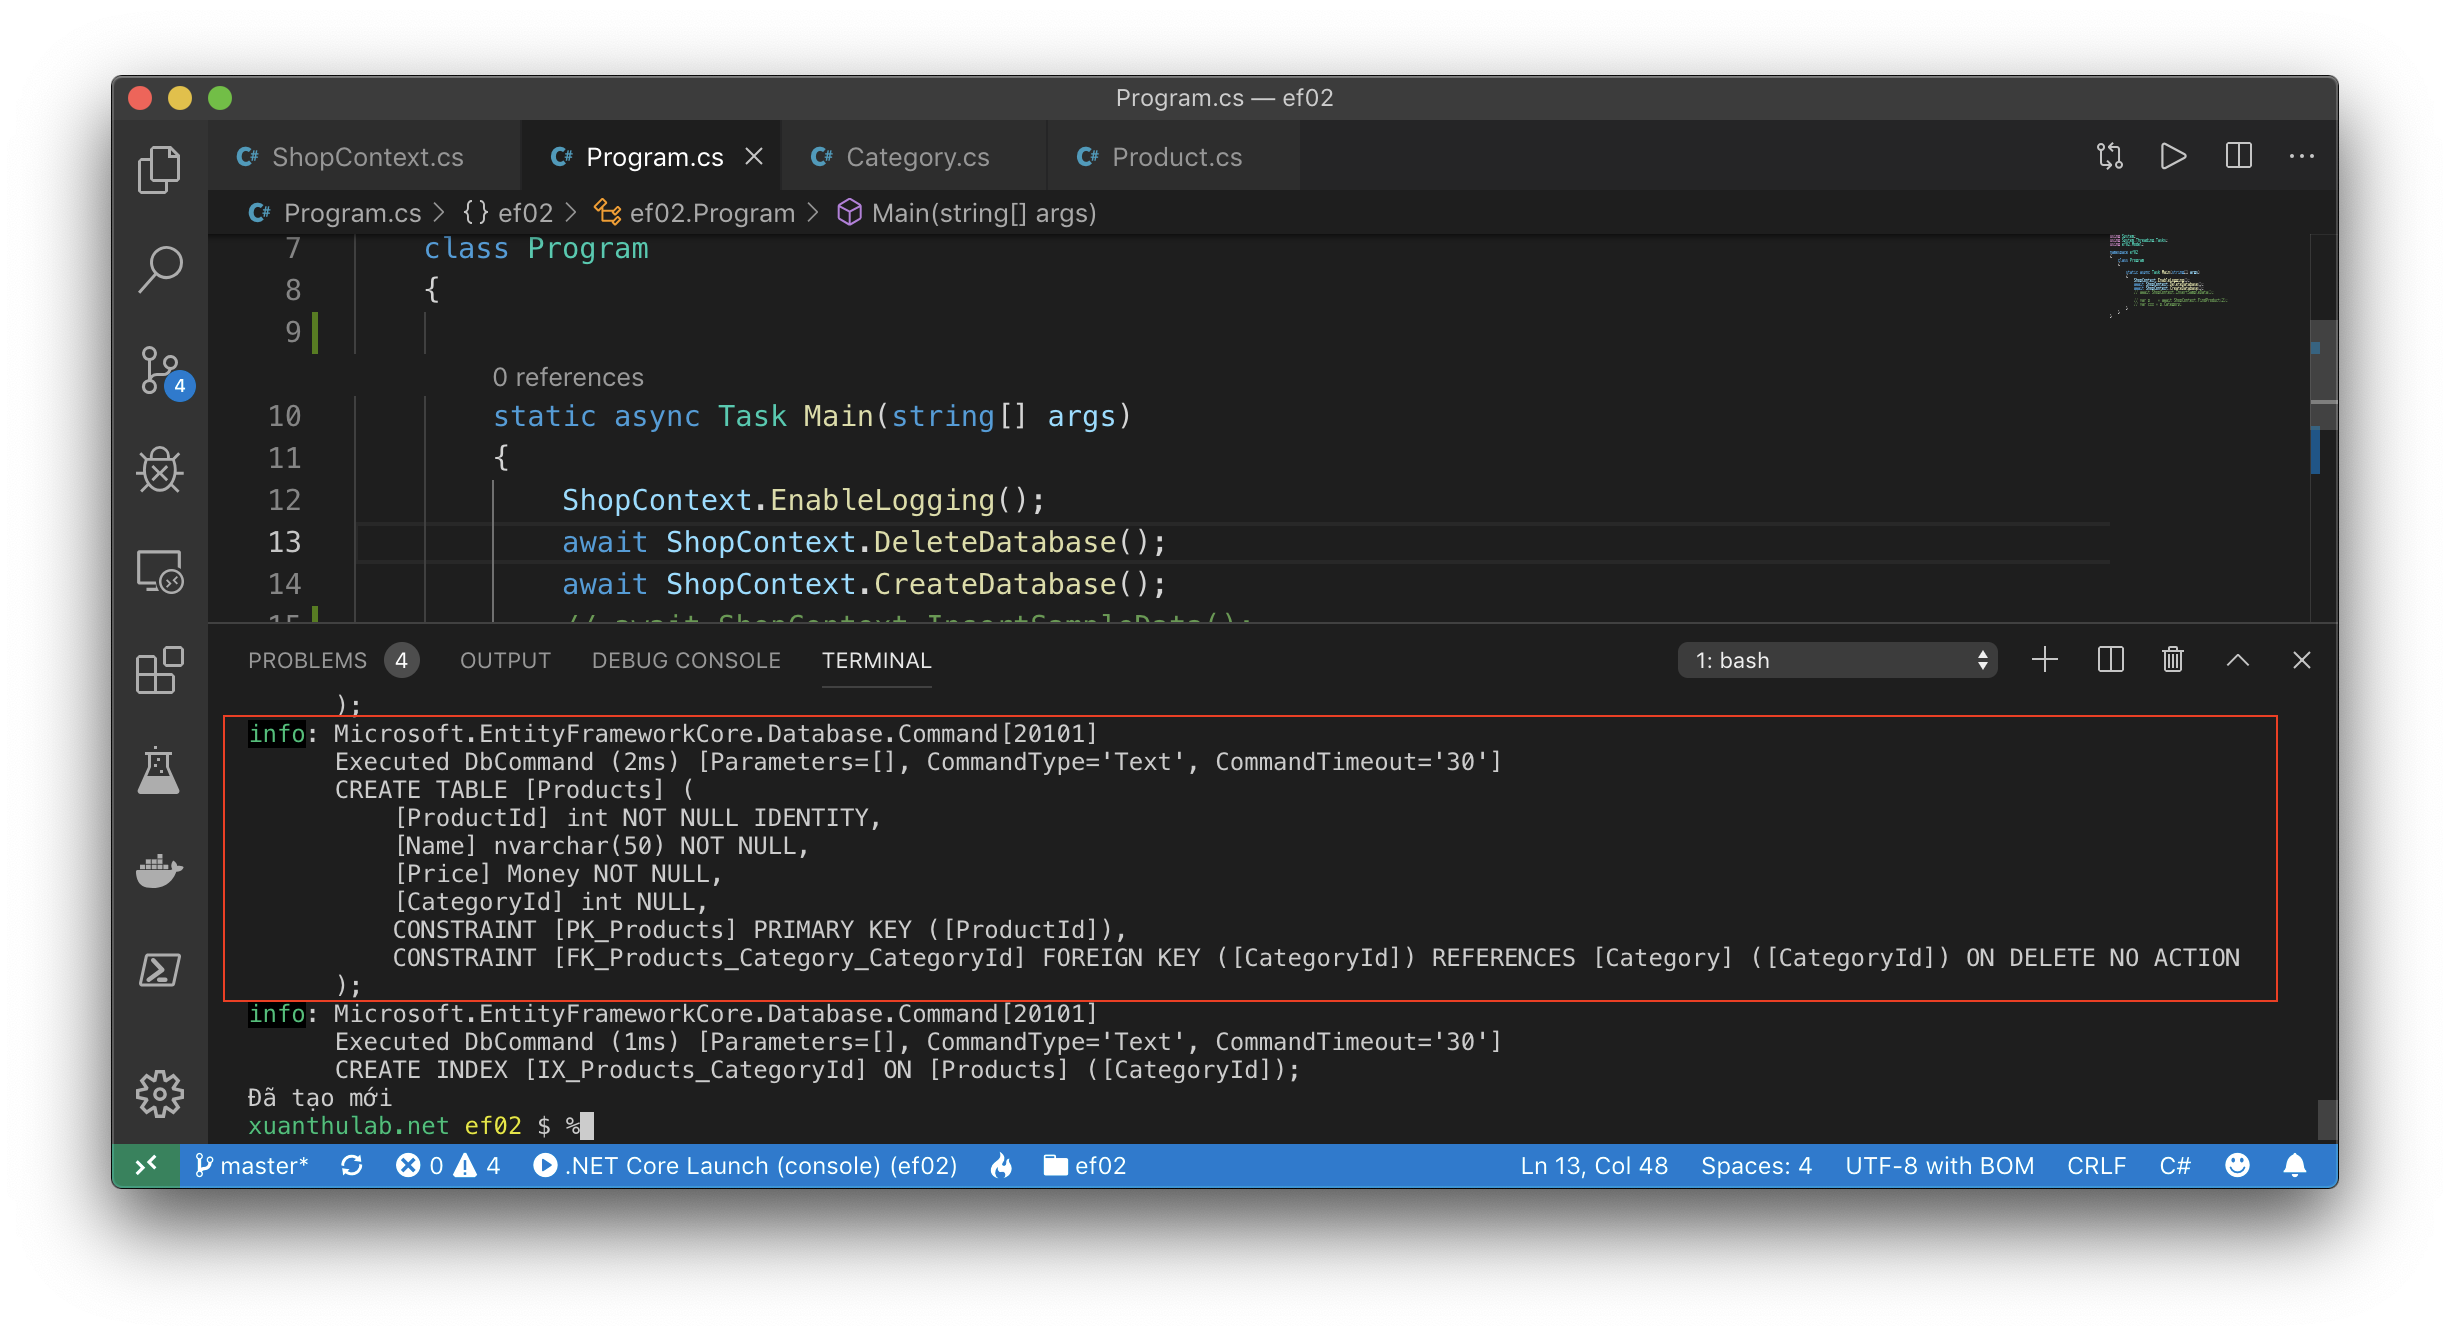 Program.cs — ef02
ShopContext.cs
Program.cs
Category.cs
Product.cs
Program.cs > {} ef02 > ef02.Program > Main(string[] args)
7 class Program
8 {
9
0 references
10 static async Task Main(string[] args)
11 {
12 ShopContext.EnableLogging();
13 await ShopContext.DeleteDatabase();
14 await ShopContext.CreateDatabase();
15 // await ShopContext.InsertSampleData();
4
PROBLEMS 4 OUTPUT DEBUG CONSOLE TERMINAL 1: bash
);
info: Microsoft.EntityFrameworkCore.Database.Command[20101]
Executed DbCommand (2ms) [Parameters=[], CommandType='Text', CommandTimeout='30']
CREATE TABLE [Products] (
[ProductId] int NOT NULL IDENTITY,
[Name] nvarchar(50) NOT NULL,
[Price] Money NOT NULL,
[CategoryId] int NULL,
CONSTRAINT [PK_Products] PRIMARY KEY ([ProductId]),
CONSTRAINT [FK_Products_Category_CategoryId] FOREIGN KEY ([CategoryId]) REFERENCES [Category] ([CategoryId]) ON DELETE NO ACTION
);
info: Microsoft.EntityFrameworkCore.Database.Command[20101]
Executed DbCommand (1ms) [Parameters=[], CommandType='Text', CommandTimeout='30']
CREATE INDEX [IX_Products_CategoryId] ON [Products] ([CategoryId]);
Đã tạo mới
xuanthulab.net ef02 $ %
master* 0 4 .NET Core Launch (console) (ef02) ef02 Ln 13, Col 48 Spaces: 4 UTF-8 with BOM CRLF C#